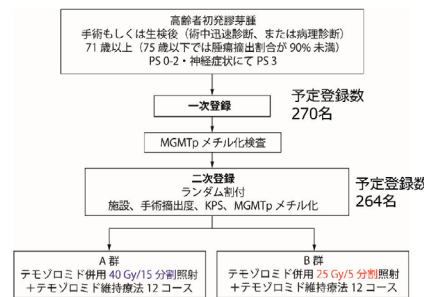 高齢者初発膠芽腫
手術もしくは生検後（術中迅速診断、または病理診断）
71 歳以上（75 歳以下では腫瘍摘出割合が 90% 未満）
PS 0-2・神経症状にて PS 3
一次登録
予定登録数
270名
MGMTp メチル化検査
二次登録
ランダム割付
施設、手術摘出度、KPS、MGMTp メチル化
予定登録数
264名
A 群
テモゾロミド併用 40 Gy/15 分割照射
＋テモゾロミド維持療法 12 コース
B 群
テモゾロミド併用 25 Gy/5 分割照射
＋テモゾロミド維持療法 12 コース